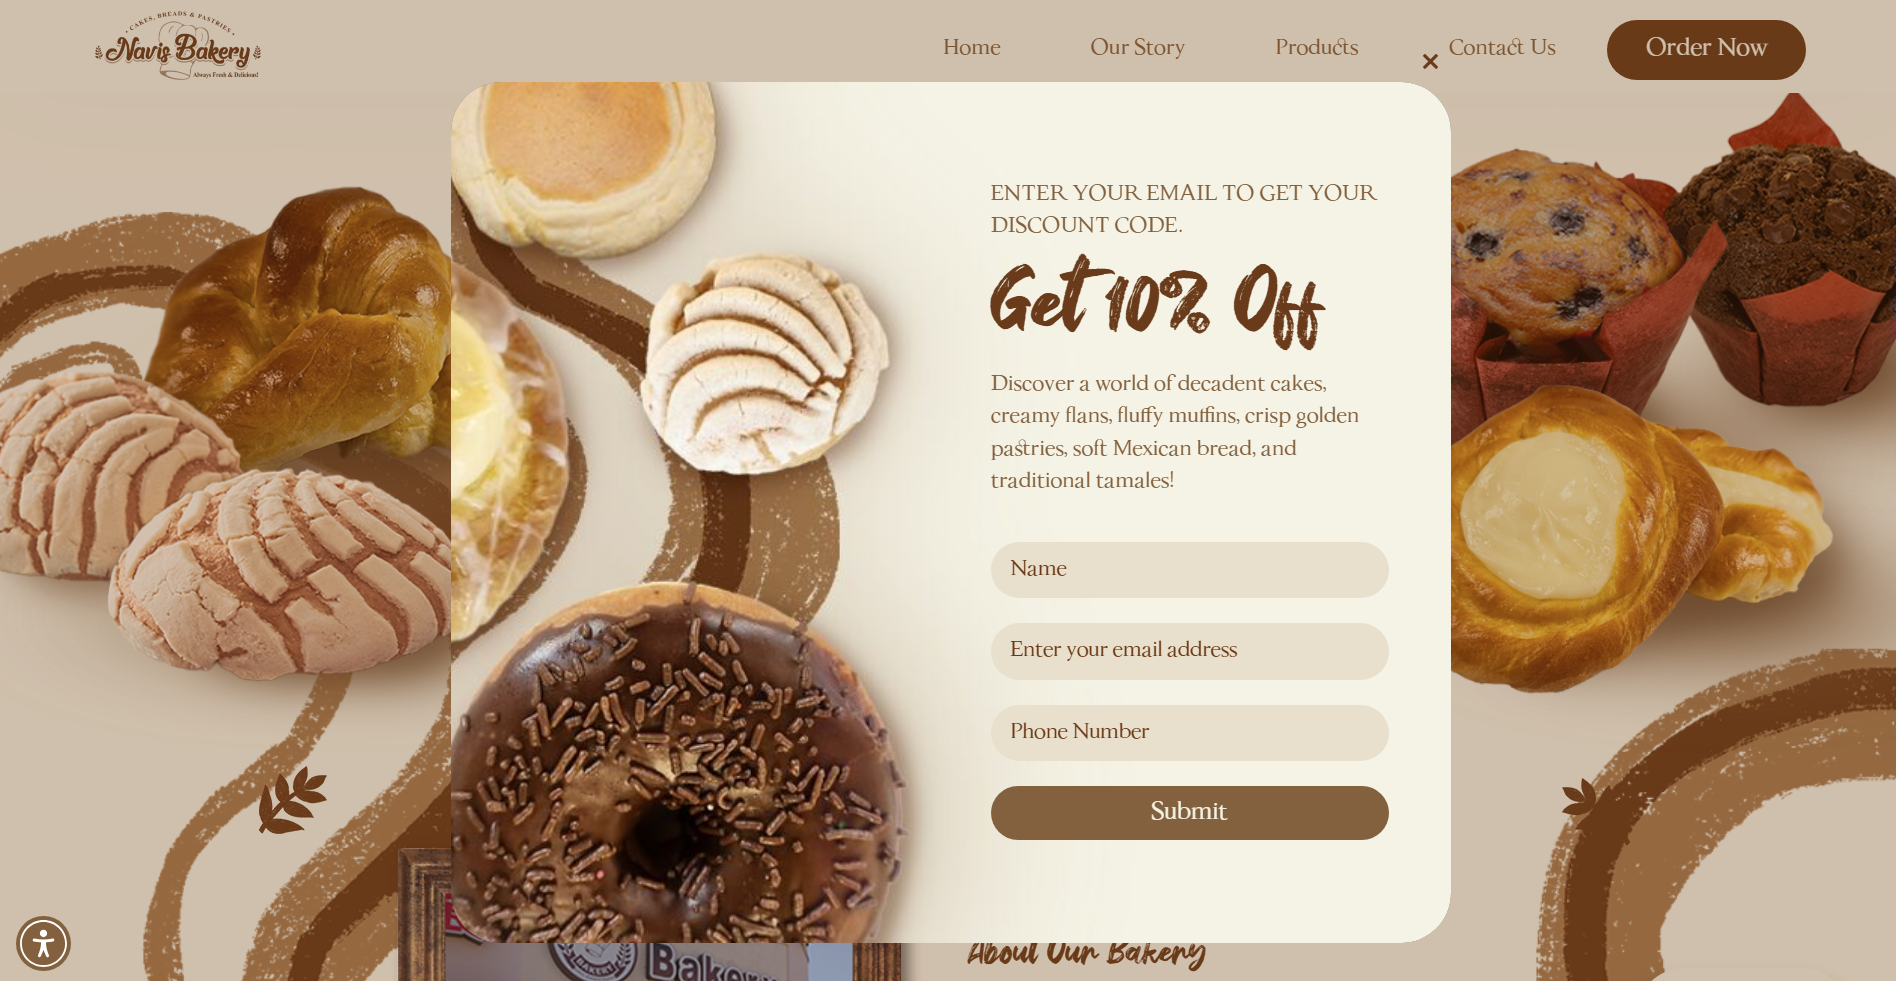 CAKES, BREADS & PASTRIES
Navis Bakery
Always Fresh & Delicious!
Home
Our Story
Products
Contact Us
Order Now
ENTER YOUR EMAIL TO GET YOUR
DISCOUNT CODE.
Get 10% Off
Discover a world of decadent cakes,
creamy flans, fluffy muffins, crisp golden
pastries, soft Mexican bread, and
traditional tamales!
Name
Enter your email address
Phone Number
Submit
BAKERY
Bakery
About Our Bakery